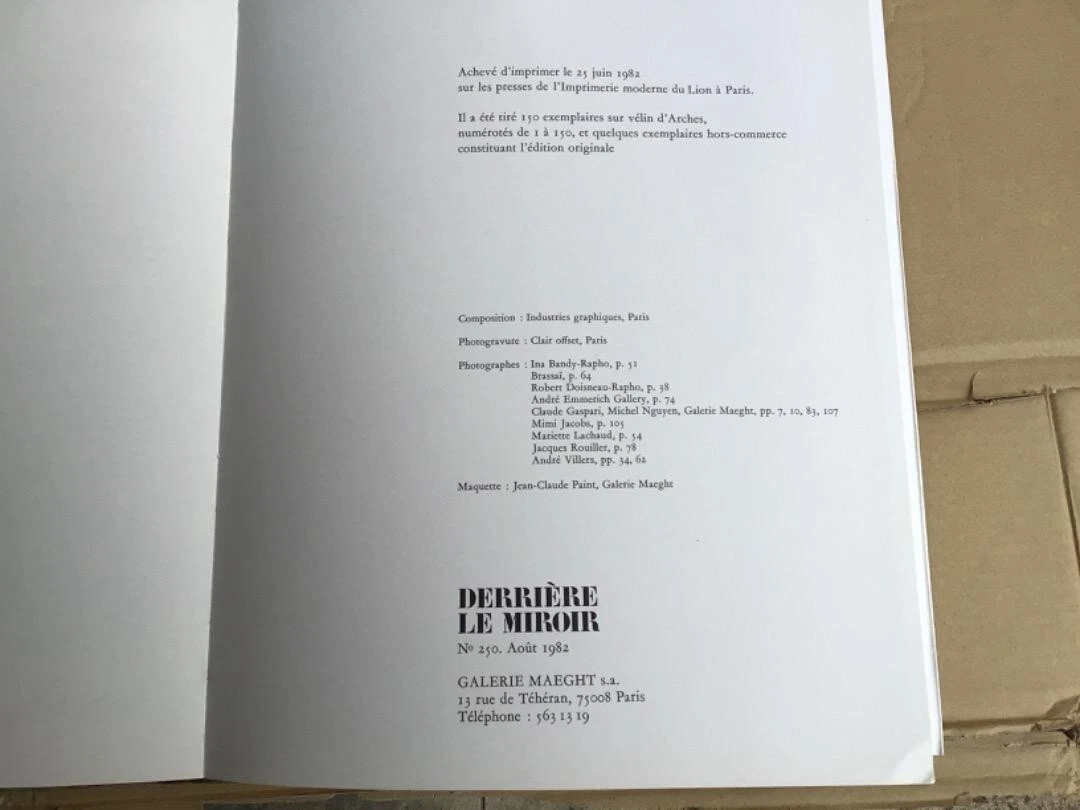 Achevé d'imprimer le 25 juin 1982
sur les presses de l'Imprimerie moderne du Lion à Paris.
Il a été tiré 150 exemplaires sur vélin d'Arches,
numérotés de 1 à 150, et quelques exemplaires hors-commerce
constituant l'édition originale
Composition : Industries graphiques, Paris
Photogravure : Clair offset, Paris
Photographes : Ina Bandy-Rapho, p. 51
Brassaï, p. 64
Robert Doisneau-Rapho, p. 38
André Emmerich Gallery, p. 74
Claude Gaspari, Michel Nguyen, Galerie Maeght, pp. 7, 10, 83, 107
Mimi Jacobs, p. 105
Mariette Lachaud, p. 54
Jacques Rouiller, p. 78
André Villers, pp. 34, 62
Maquette : Jean-Claude Paint, Galerie Maeght
DERRIÈRE
LE MIROIR
Nº 250. Août 1982
GALERIE MAEGHT s.a.
13 rue de Téhéran, 75008 Paris
Téléphone : 563 13 19